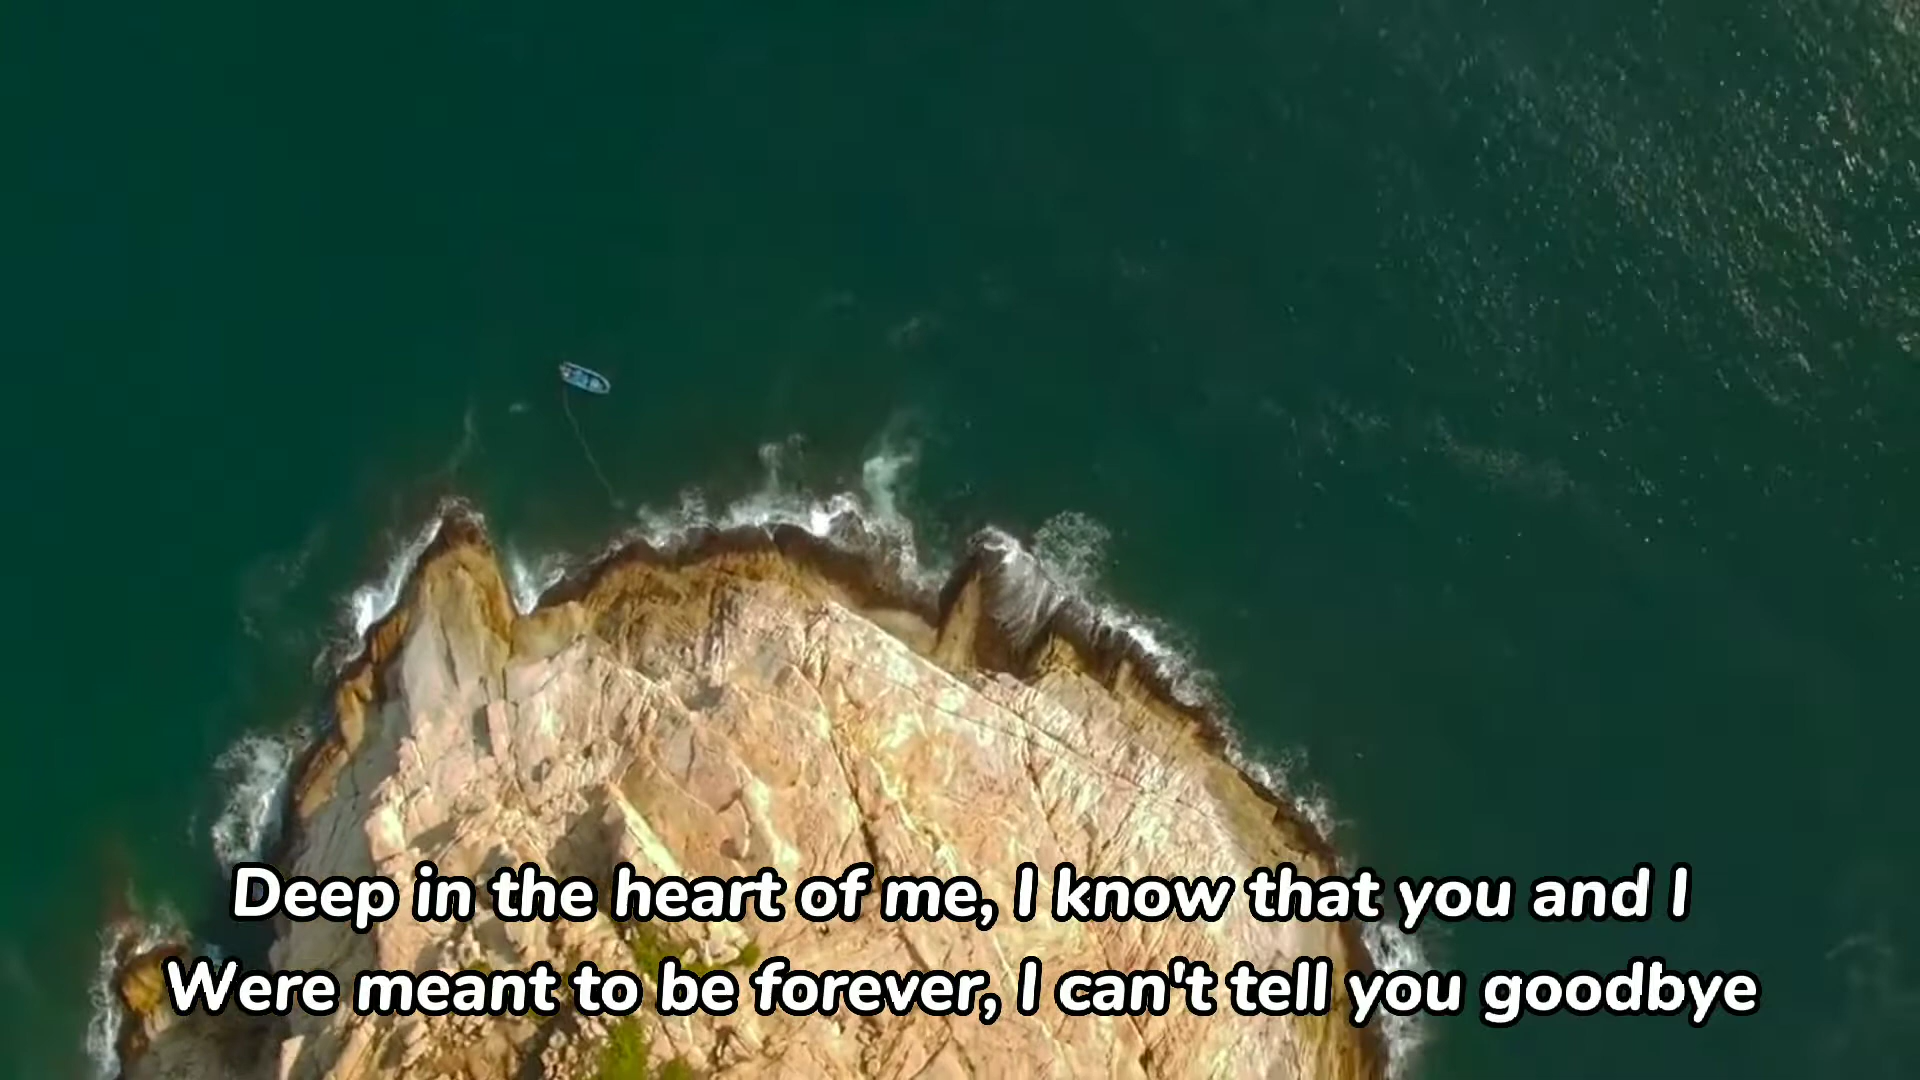 Deep in the heart of me, I know that you and I
Were meant to be forever, I can't tell you goodbye